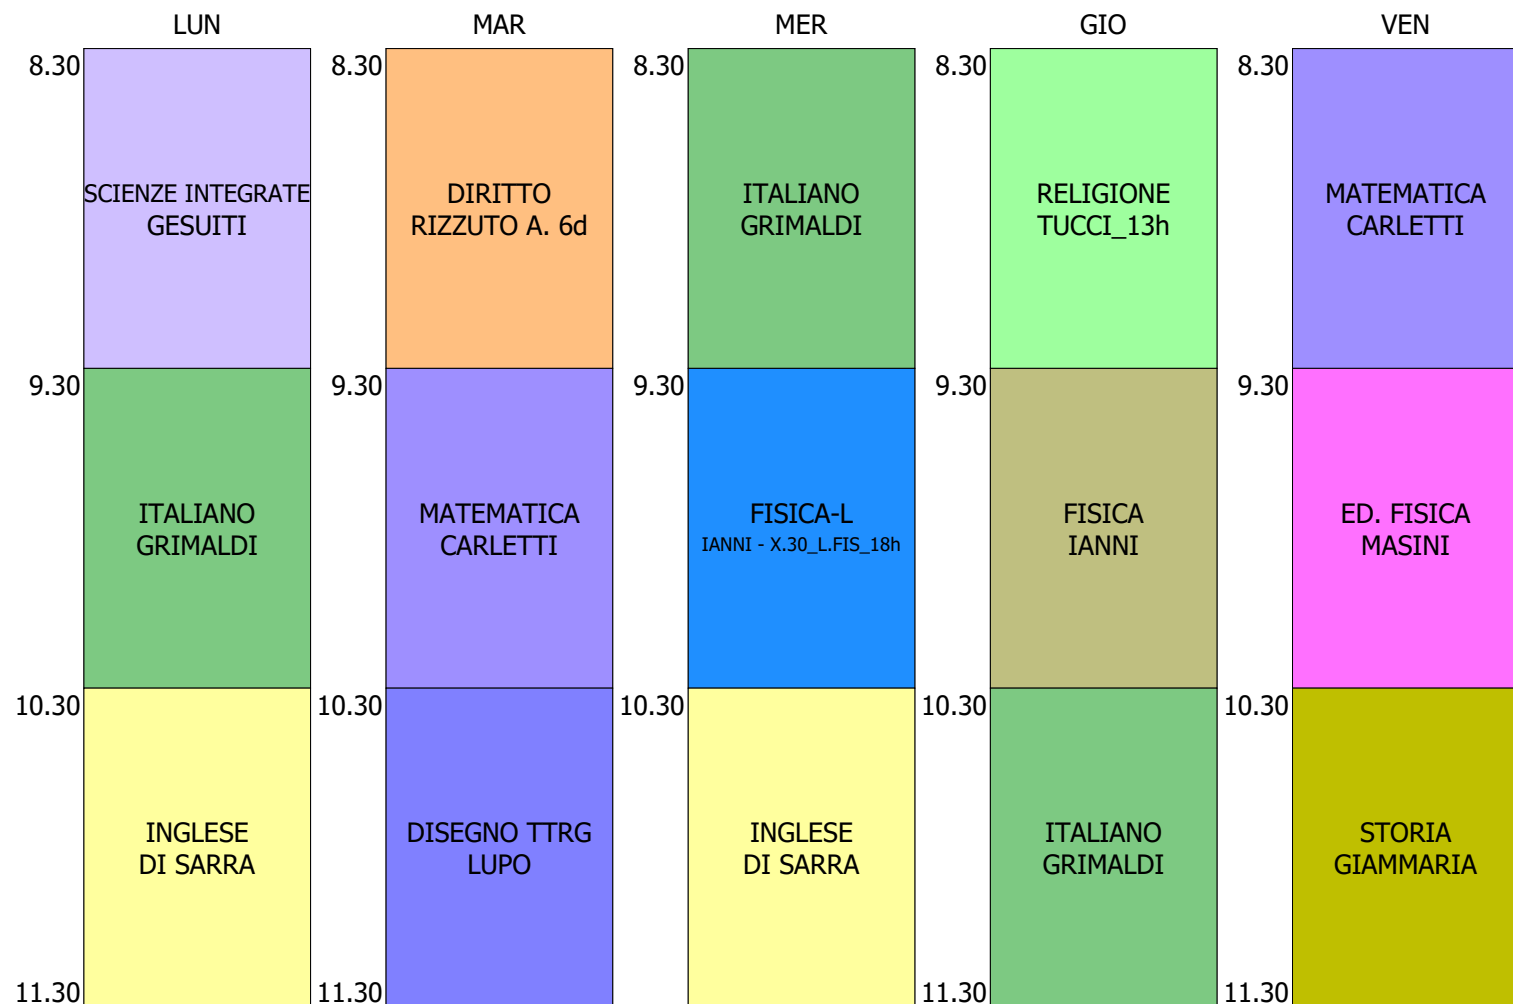 LUN MAR MER GIO VEN
8.30 8.30 8.30 8.30 8.30
SCIENZE INTEGRATE
GESUITI
DIRITTO
RIZZUTO A. 6d
ITALIANO
GRIMALDI
RELIGIONE
TUCCI_13h
MATEMATICA
CARLETTI
9.30 9.30 9.30 9.30 9.30
ITALIANO
GRIMALDI
MATEMATICA
CARLETTI
FISICA-L
IANNI - X.30_L.FIS_18h
FISICA
IANNI
ED. FISICA
MASINI
10.30 10.30 10.30 10.30 10.30
INGLESE
DI SARRA
DISEGNO TTRG
LUPO
INGLESE
DI SARRA
ITALIANO
GRIMALDI
STORIA
GIAMMARIA
11.30 11.30 11.30 11.30